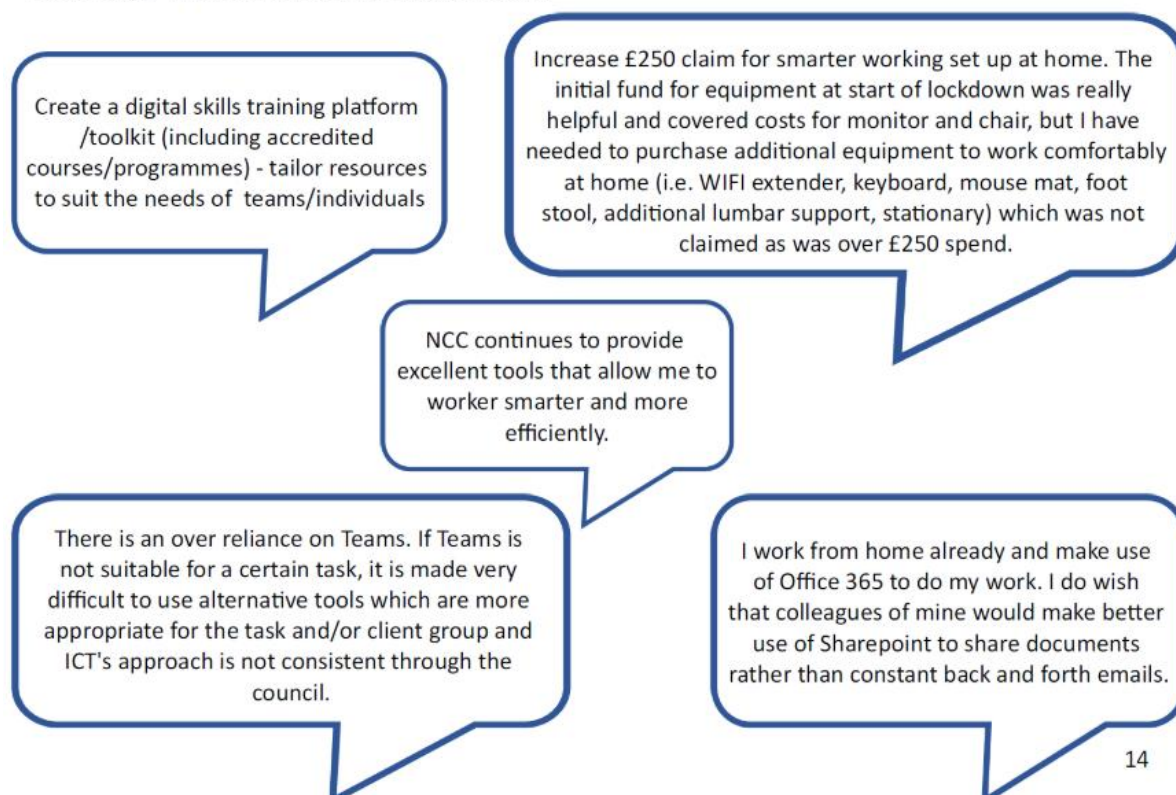 Create a digital skills training platform
/toolkit (including accredited
courses/programmes) - tailor resources
to suit the needs of  teams/individuals
Increase £250 claim for smarter working set up at home. The
initial fund for equipment at start of lockdown was really
helpful and covered costs for monitor and chair, but I have
needed to purchase additional equipment to work comfortably
at home (i.e. WIFI extender, keyboard, mouse mat, foot
stool, additional lumbar support, stationary) which was not
claimed as was over £250 spend.
NCC continues to provide
excellent tools that allow me to
worker smarter and more
efficiently.
There is an over reliance on Teams. If Teams is
not suitable for a certain task, it is made very
difficult to use alternative tools which are more
appropriate for the task and/or client group and
ICT's approach is not consistent through the
council.
I work from home already and make use
of Office 365 to do my work. I do wish
that colleagues of mine would make better
use of Sharepoint to share documents
rather than constant back and forth emails.
14